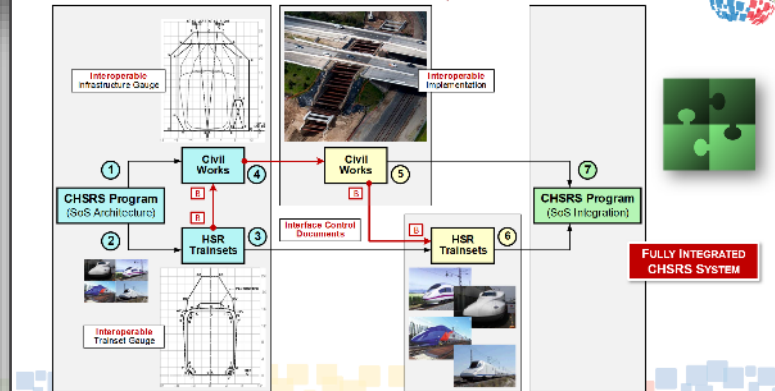 Interoperable
Infrastructure Gauge
Interoperable
Implementation
1
Civil
Works
4
Civil
Works
5
7
B
B
CHSRS Program
(SoS Architecture)
CHSRS Program
(SoS Integration)
B
B
Interface Control
Documents
2
HSR
Trainsets
3
HSR
Trainsets
6
FULLY INTEGRATED
CHSRS SYSTEM
Interoperable
Trainset Gauge